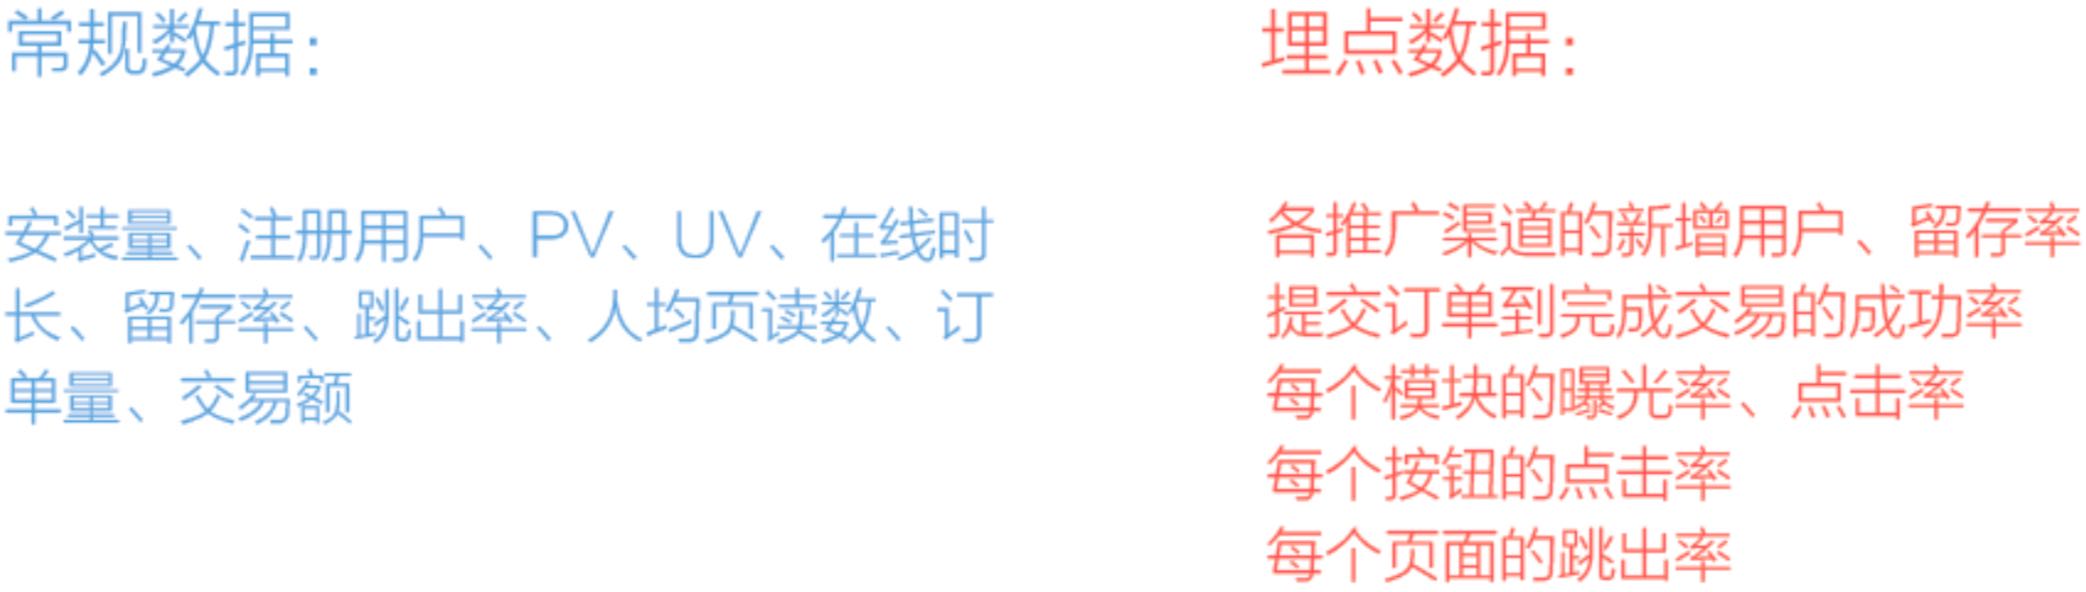 常规数据：
安装量、注册用户、PV、UV、在线时
长、留存率、跳出率、人均页读数、订
单量、交易额
埋点数据：
各推广渠道的新增用户、留存率
提交订单到完成交易的成功率
每个模块的曝光率、点击率
每个按钮的点击率
每个页面的跳出率